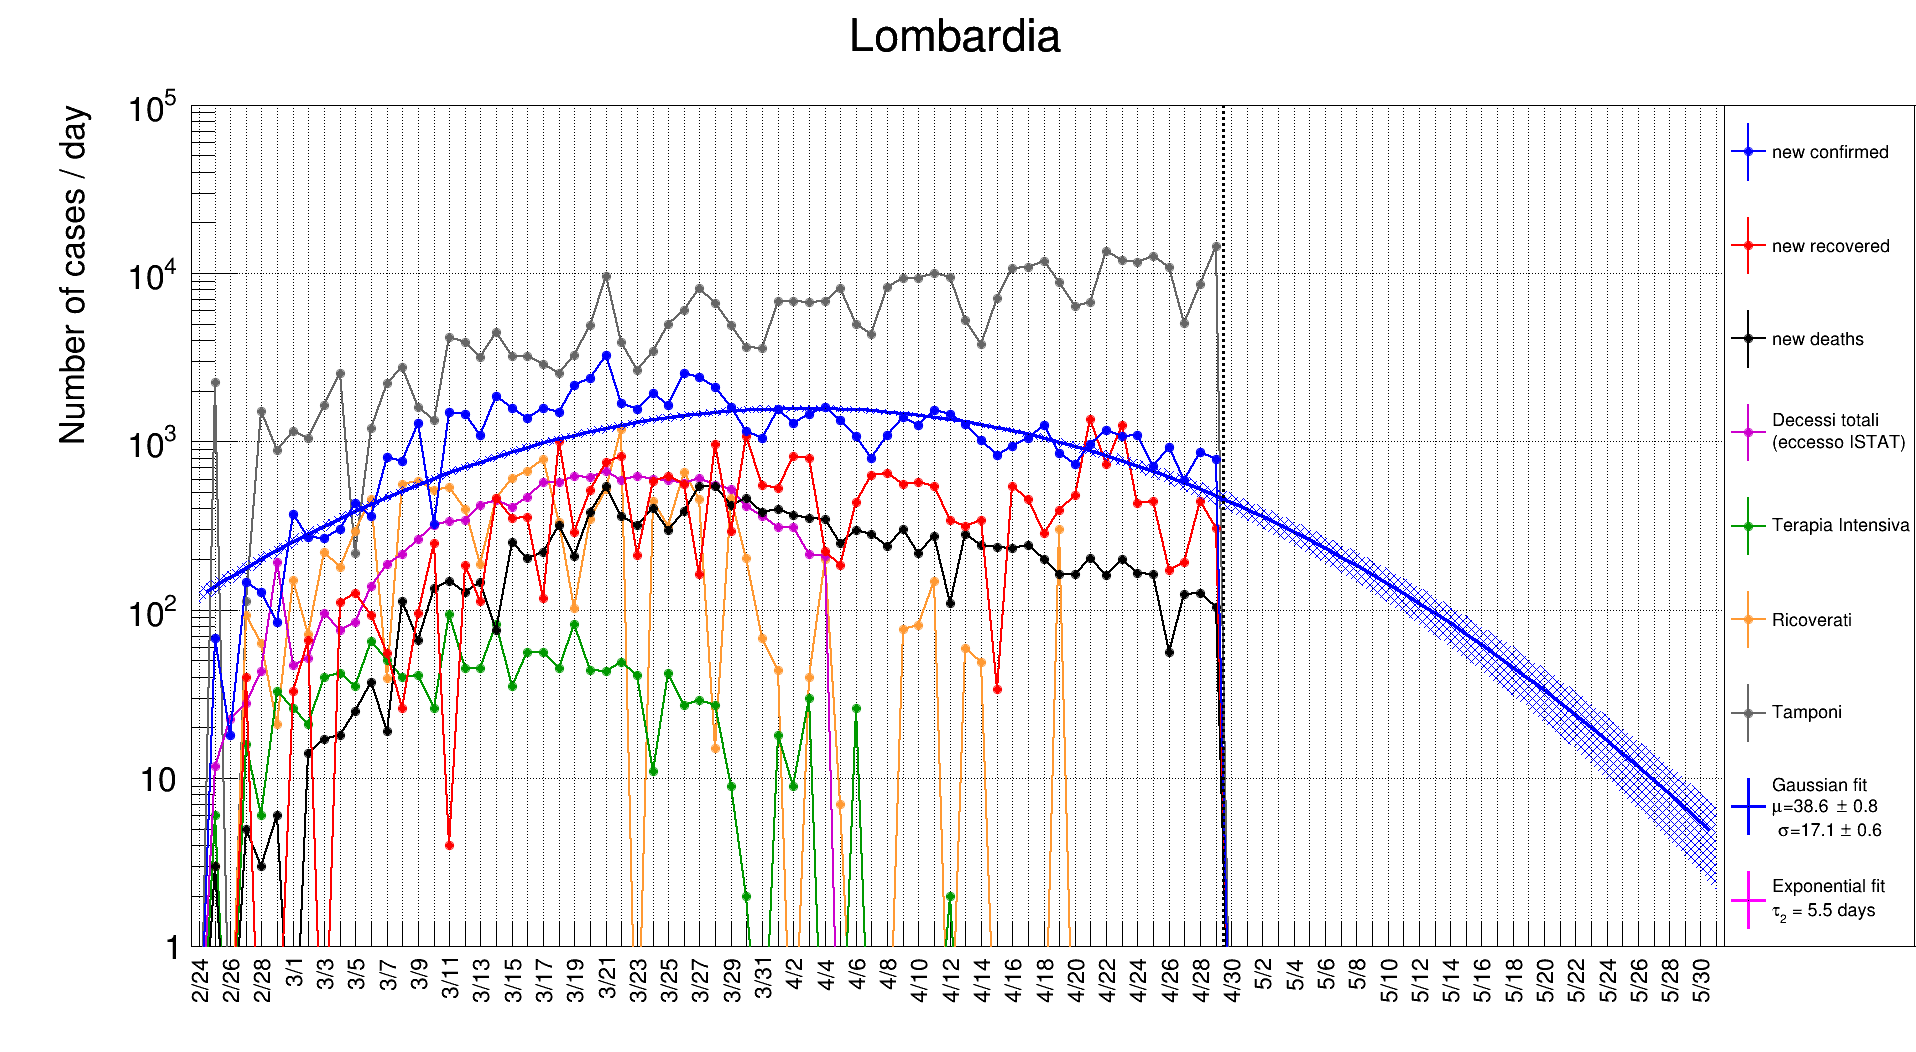 Lombardia
Number of cases / day
10^5
10^4
10^3
10^2
10
1
2/24 2/26 2/28 3/1 3/3 3/5 3/7 3/9 3/11 3/13 3/15 3/17 3/19 3/21 3/23 3/25 3/27 3/29 3/31 4/2 4/4 4/6 4/8 4/10 4/12 4/14 4/16 4/18 4/20 4/22 4/24 4/26 4/28 4/30 5/2 5/4 5/6 5/8 5/10 5/12 5/14 5/16 5/18 5/20 5/22 5/24 5/26 5/28 5/30
new confirmed
new recovered
new deaths
Decessi totali
(eccesso ISTAT)
Terapia Intensiva
Ricoverati
Tamponi
Gaussian fit
μ=38.6 ± 0.8
σ=17.1 ± 0.6
Exponential fit
τ_2 = 5.5 days